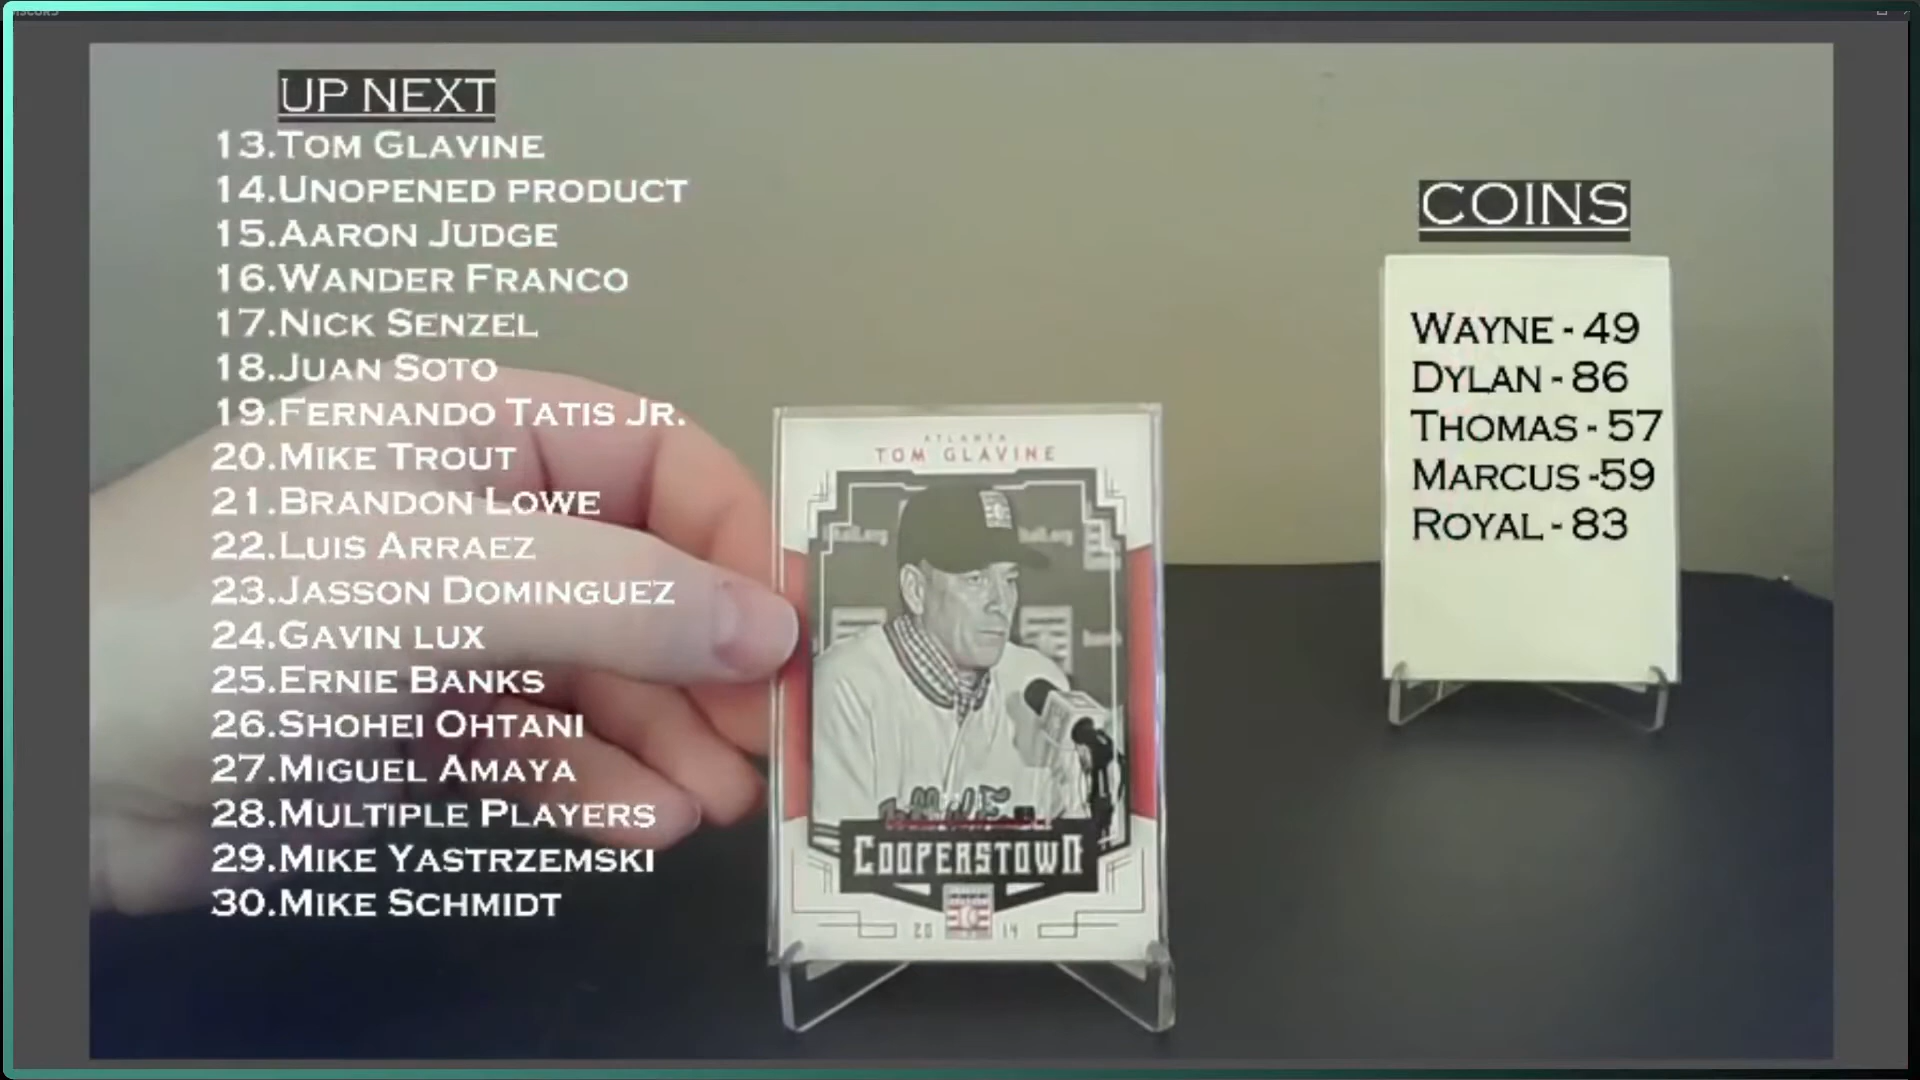 UP NEXT
13.TOM GLAVINE
14.UNOPENED PRODUCT
15.AARON JUDGE
16.WANDER FRANCO
17.NICK SENZEL
18.JUAN SOTO
19.FERNANDO TATIS JR.
20.MIKE TROUT
21.BRANDON LOWE
22.LUIS ARRAEZ
23.JASSON DOMINGUEZ
24.GAVIN LUX
25.ERNIE BANKS
26.SHOHEI OHTANI
27.MIGUEL AMAYA
28.MULTIPLE PLAYERS
29.MIKE YASTRZEMSKI
30.MIKE SCHMIDT
ATLANTA
TOM GLAVINE
COOPERSTOWN
20 14
COINS
WAYNE - 49
DYLAN - 86
THOMAS - 57
MARCUS -59
ROYAL - 83